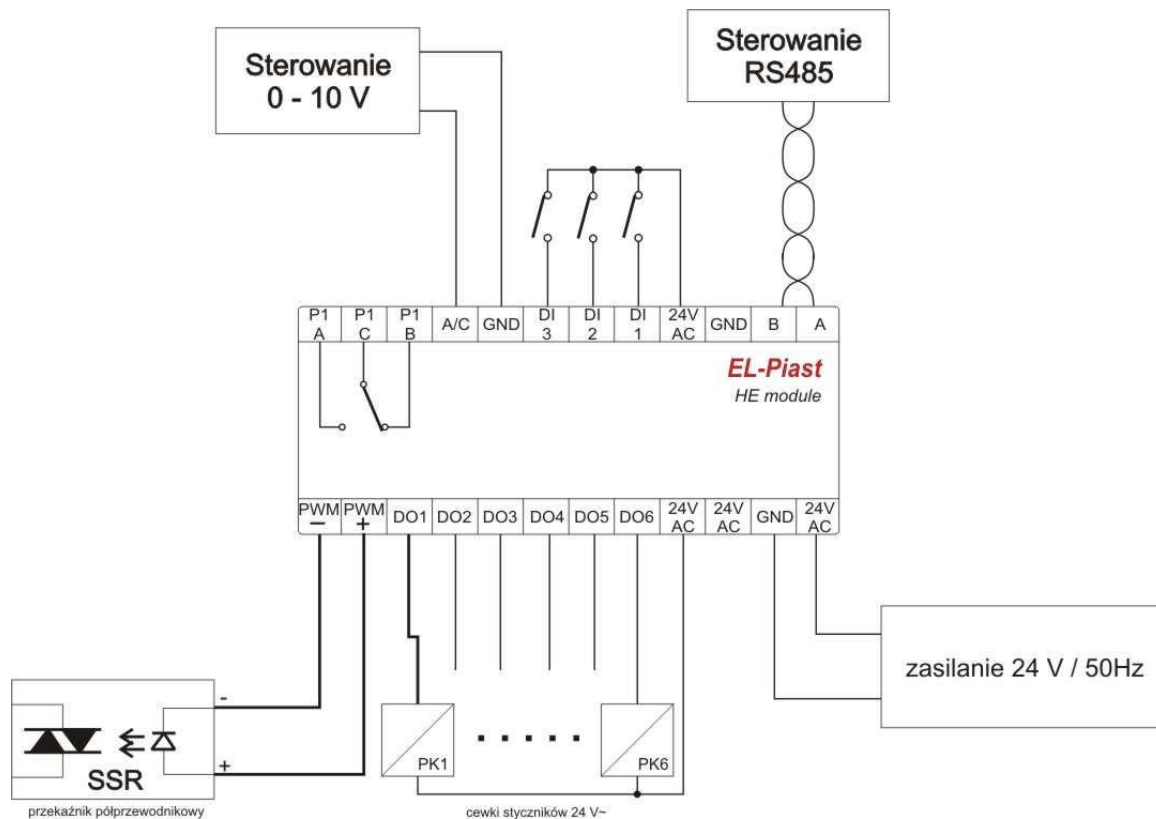 Sterowanie
0 - 10 V
Sterowanie
RS485
P1
A
P1
C
P1
B
A/C
GND
DI
3
DI
2
DI
1
24V
AC
GND
B
A
EL-Piast
HE module
PWM
−
PWM
+
DO1
DO2
DO3
DO4
DO5
DO6
24V
AC
24V
AC
GND
24V
AC
zasilanie 24 V / 50Hz
-
+
SSR
PK1
PK6
przekaźnik półprzewodnikowy
cewki styczników 24 V~